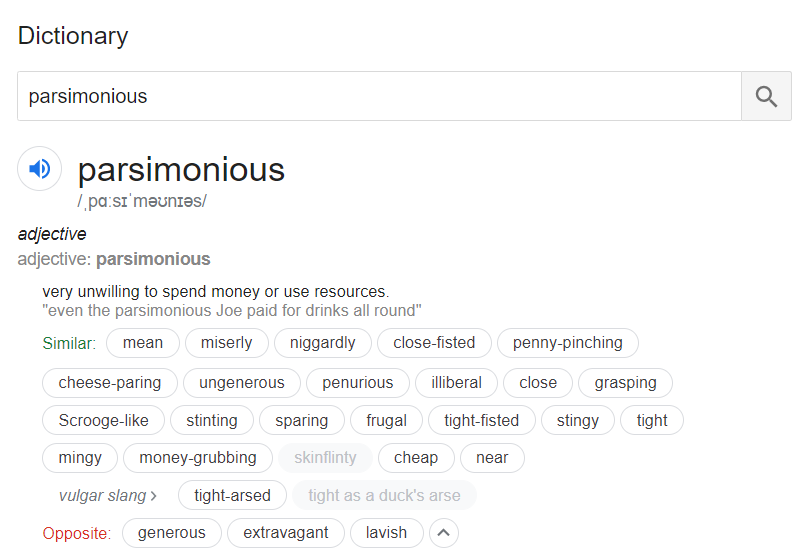 Dictionary
parsimonious
parsimonious
/ˌpɑːsɪˈməʊnɪəs/
adjective
adjective: parsimonious
very unwilling to spend money or use resources.
"even the parsimonious Joe paid for drinks all round"
Similar: mean miserly niggardly close-fisted penny-pinching
cheese-paring ungenerous penurious illiberal close grasping
Scrooge-like stinting sparing frugal tight-fisted stingy tight
mingy money-grubbing skinflinty cheap near
vulgar slang tight-arsed tight as a duck's arse
Opposite: generous extravagant lavish